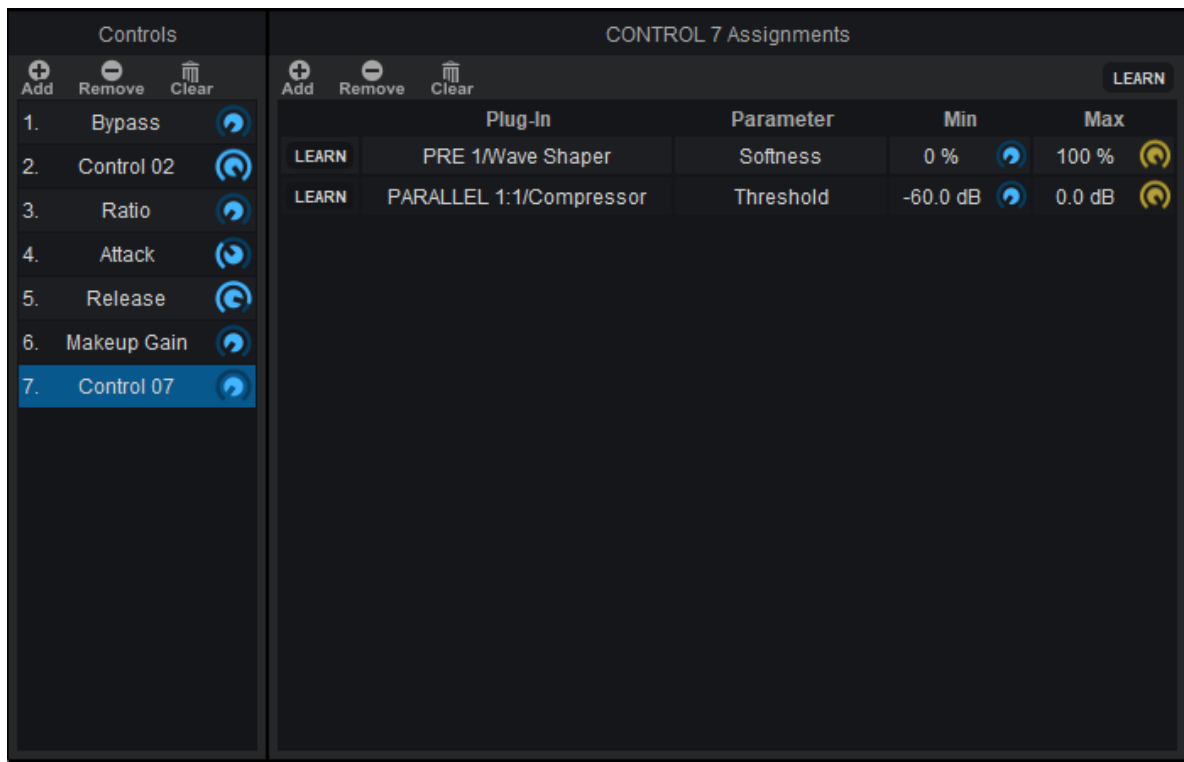 Controls
Add Remove Clear
1. Bypass
2. Control 02
3. Ratio
4. Attack
5. Release
6. Makeup Gain
7. Control 07
CONTROL 7 Assignments
Add Remove Clear LEARN
Plug-In Parameter Min Max
LEARN PRE 1/Wave Shaper Softness 0 % 100 %
LEARN PARALLEL 1:1/Compressor Threshold -60.0 dB 0.0 dB